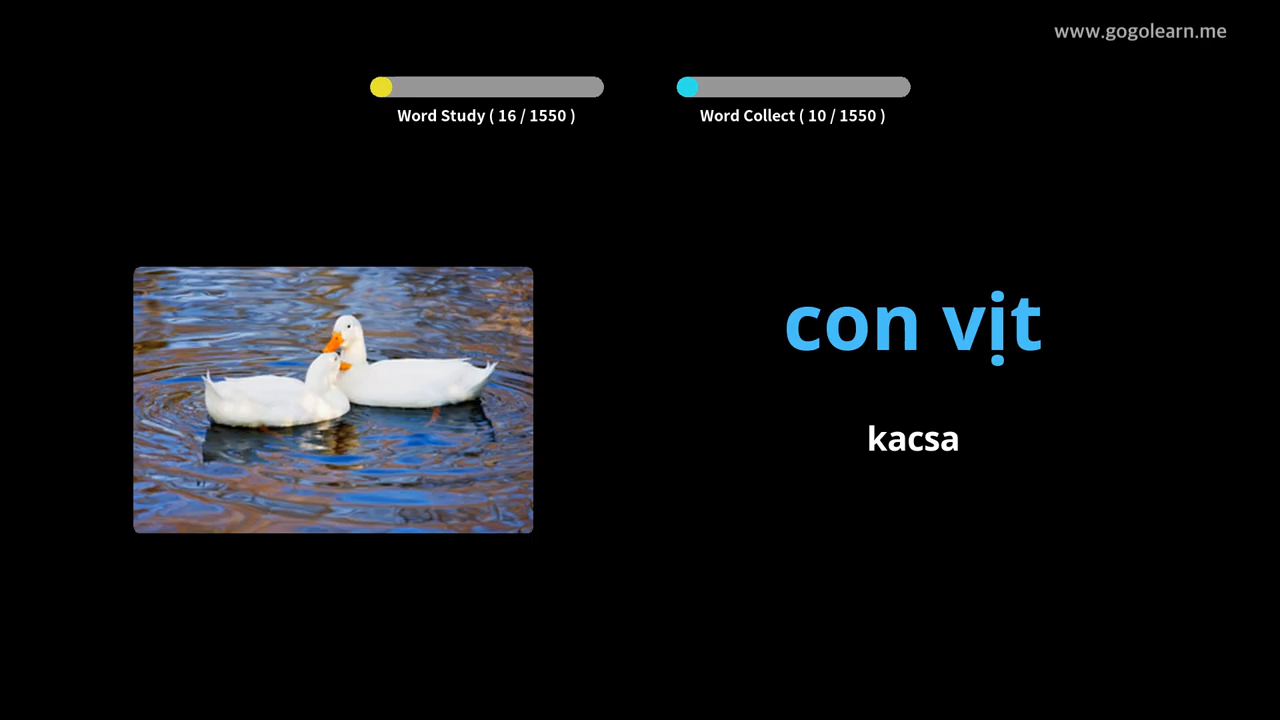 www.gogolearn.me
Word Study ( 16 / 1550 )
Word Collect ( 10 / 1550 )
con vịt
kacsa